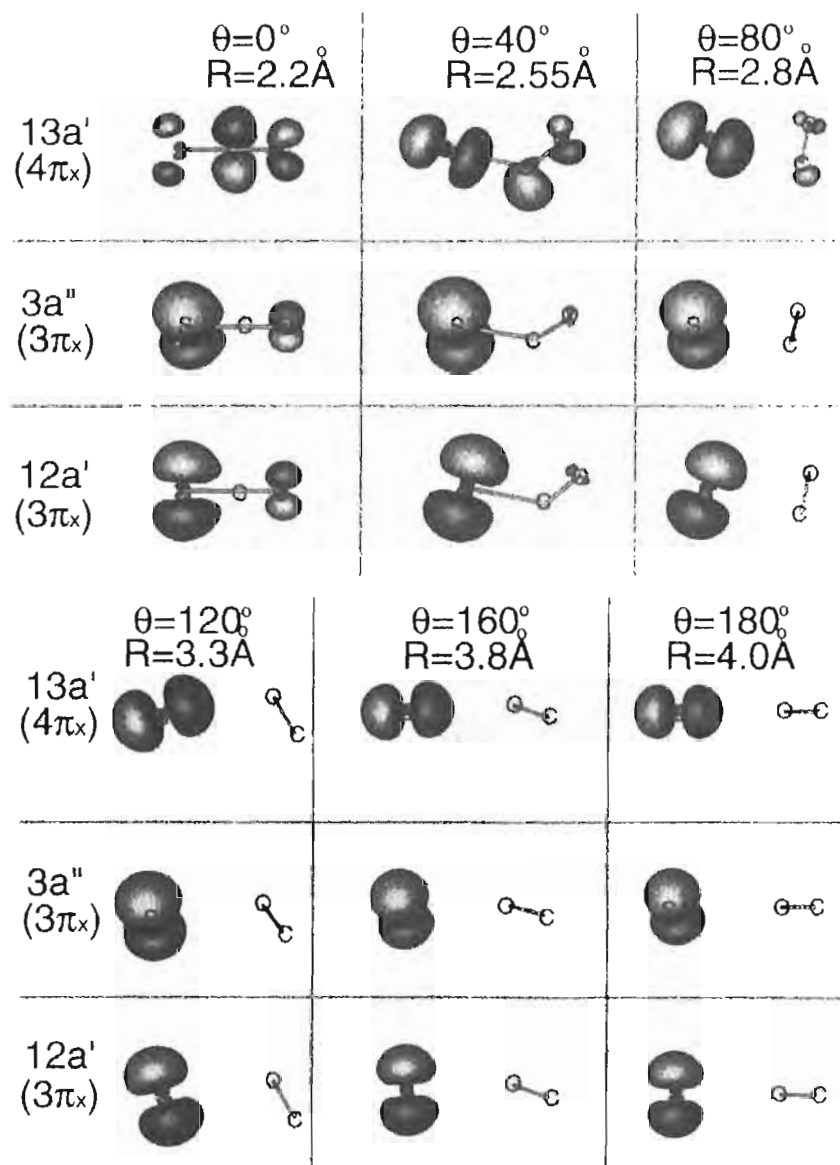 θ=0° θ=40° θ=80°
R=2.2Å R=2.55Å R=2.8Å
13a'
(4πx)
3a"
(3πx)
S C
S C O
S O C
12a'
(3πx)
C
C O
O C
θ=120° θ=160° θ=180°
R=3.3Å R=3.8Å R=4.0Å
13a'
(4πx)
O C O C O C
3a"
(3πx)
S O C O C O C
12a'
(3πx)
O C O C O C